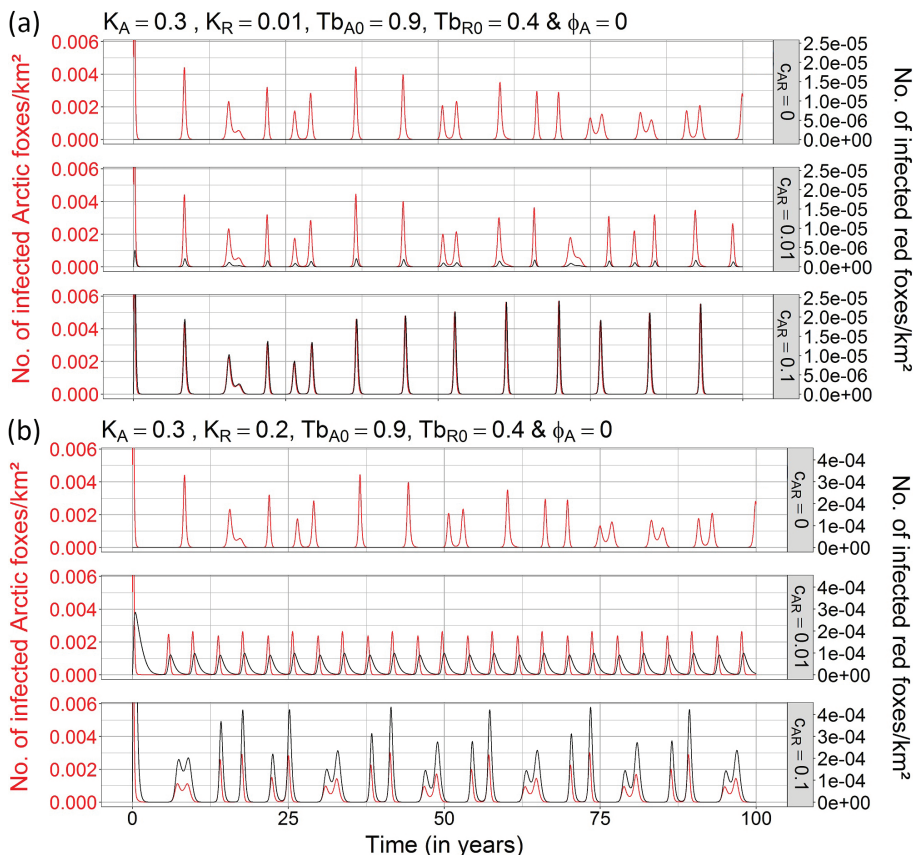 (a)
K_A = 0.3 , K_R = 0.01, Tb_A0 = 0.9, Tb_R0 = 0.4 & ϕ_A = 0
No. of infected Arctic foxes/km²
No. of infected red foxes/km²
0.006
0.004
0.002
0.000
2.5e-05
2.0e-05
1.5e-05
1.0e-05
5.0e-06
0.0e+00
c_AR = 0
0.006
0.004
0.002
0.000
2.5e-05
2.0e-05
1.5e-05
1.0e-05
5.0e-06
0.0e+00
c_AR = 0.01
0.006
0.004
0.002
0.000
2.5e-05
2.0e-05
1.5e-05
1.0e-05
5.0e-06
0.0e+00
c_AR = 0.1
(b)
K_A = 0.3 , K_R = 0.2, Tb_A0 = 0.9, Tb_R0 = 0.4 & ϕ_A = 0
No. of infected Arctic foxes/km²
No. of infected red foxes/km²
0.006
0.004
0.002
0.000
4e-04
3e-04
2e-04
1e-04
0e+00
c_AR = 0
0.006
0.004
0.002
0.000
4e-04
3e-04
2e-04
1e-04
0e+00
c_AR = 0.01
0.006
0.004
0.002
0.000
4e-04
3e-04
2e-04
1e-04
0e+00
c_AR = 0.1
0 25 50 75 100
Time (in years)